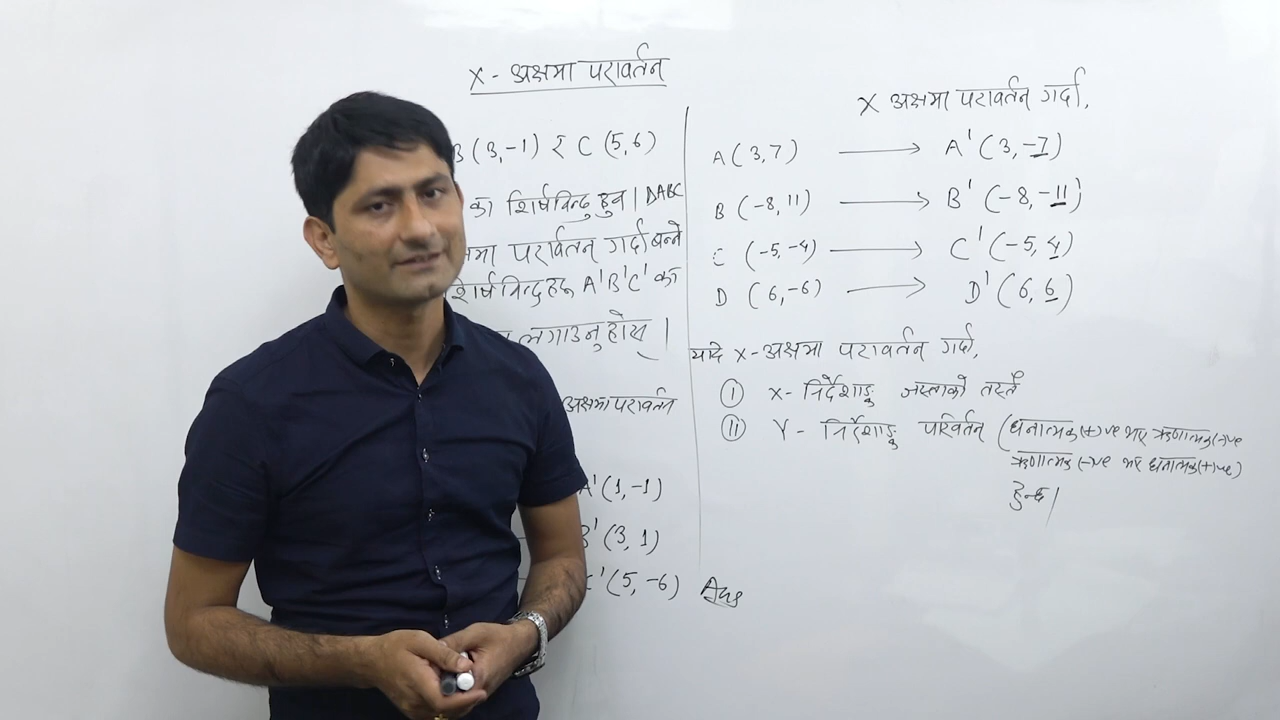 X - अक्षमा परावर्तन
B (3,-1) र C (5,6)
का शिर्षविन्दु हुन । DABC
परावर्तन गर्दा बन्ने
शिर्षविन्दुहरू A'B'C' का
लगाउनुहोस् ।
अक्षमा परावर्तन
A' (1,-1)
B' (3, 1)
C' (5, -6) Ans
X अक्षमा परावर्तन गर्दा,
A (3,7) → A' (3,-7)
B (-8, 11) → B' (-8, -11)
C (-5,-4) → C' (-5, 4)
D (6,-6) → D' (6, 6)
यदि X-अक्षमा परावर्तन गर्दा,
I X- निर्देशाङ्क जस्ताको तस्तै
II Y - निर्देशाङ्क परिवर्तन (धनात्मक(+)ve भए ऋणात्मक(-)ve
ऋणात्मक (-)ve भए धनात्मक(+)ve)
हुन्छ ।